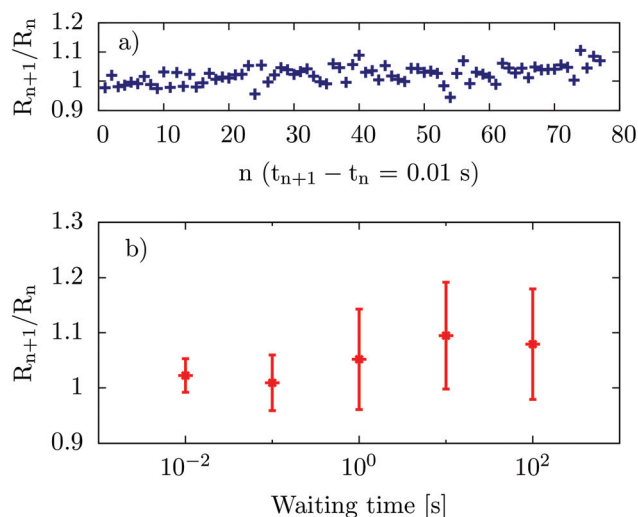 1.2
1.1
1
0.9
R_{n+1}/R_n
a)
0 10 20 30 40 50 60 70 80
n (t_{n+1} − t_n = 0.01 s)
1.3
1.2
1.1
1
0.9
R_{n+1}/R_n
b)
10^{−2} 10^0 10^2
Waiting time [s]